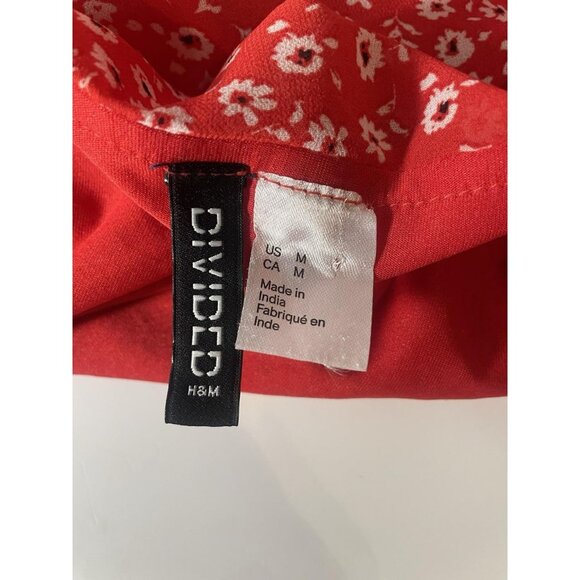 DIVIDED
H&M
US M
CA M
Made in
India
Fabriqué en
Inde